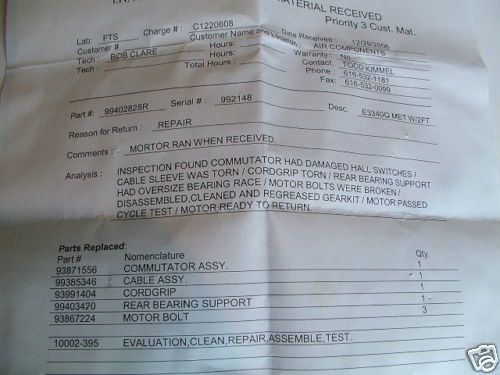 MATERIAL RECEIVED
Priority 3 Cust. Mat.
Lab: FTS Charge #: C1220608
Date Received: 12/29/2006
Customer # Customer Name and Location: AIR COMPONENTS
Tech: BOB CLARE Hours: Warranty: No
Tech: Hours: Contact: TODD KIMMEL
Total Hours: Phone: 616-532-1181
Fax: 616-532-0099
Part #: 99402828R Serial #: 992148 Desc. E3340Q MET W/2FT
Reason for Return: REPAIR
Comments: MORTOR RAN WHEN RECEIVED.
Analysis: INSPECTION FOUND COMMUTATOR HAD DAMAGED HALL SWITCHES /
CABLE SLEEVE WAS TORN / CORDGRIP TORN / REAR BEARING SUPPORT
HAD OVERSIZE BEARING RACE / MOTOR BOLTS WERE BROKEN /
DISASSEMBLED,CLEANED AND REGREASED GEARKIT / MOTOR PASSED
CYCLE TEST / MOTOR READY TO RETURN.
Parts Replaced:
Part # Nomenclature Qty.
93871556 COMMUTATOR ASSY. 1
99385346 CABLE ASSY. 1
93991404 CORDGRIP 1
99403420 REAR BEARING SUPPORT 1
93867224 MOTOR BOLT 3
10002-395 EVALUATION,CLEAN,REPAIR,ASSEMBLE,TEST.